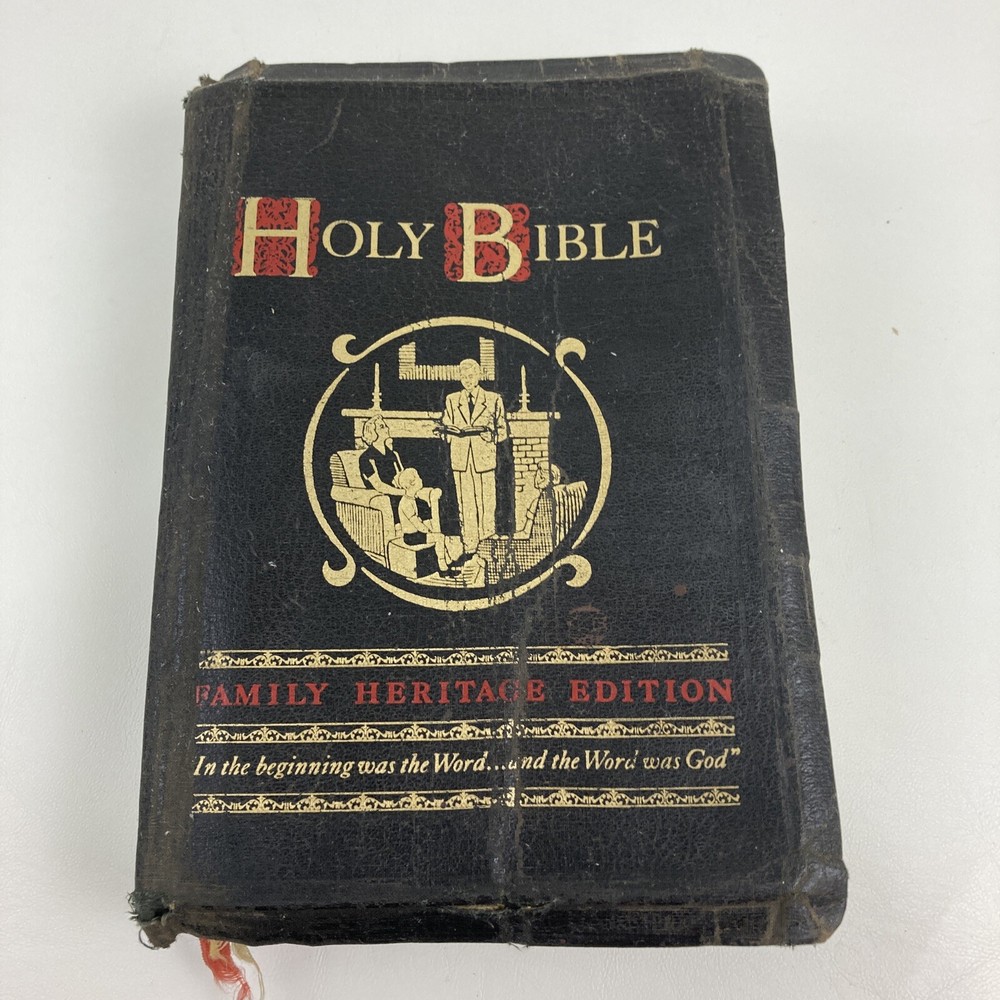 HOLY BIBLE
FAMILY HERITAGE EDITION
In the beginning was the Word...and the Word was God"